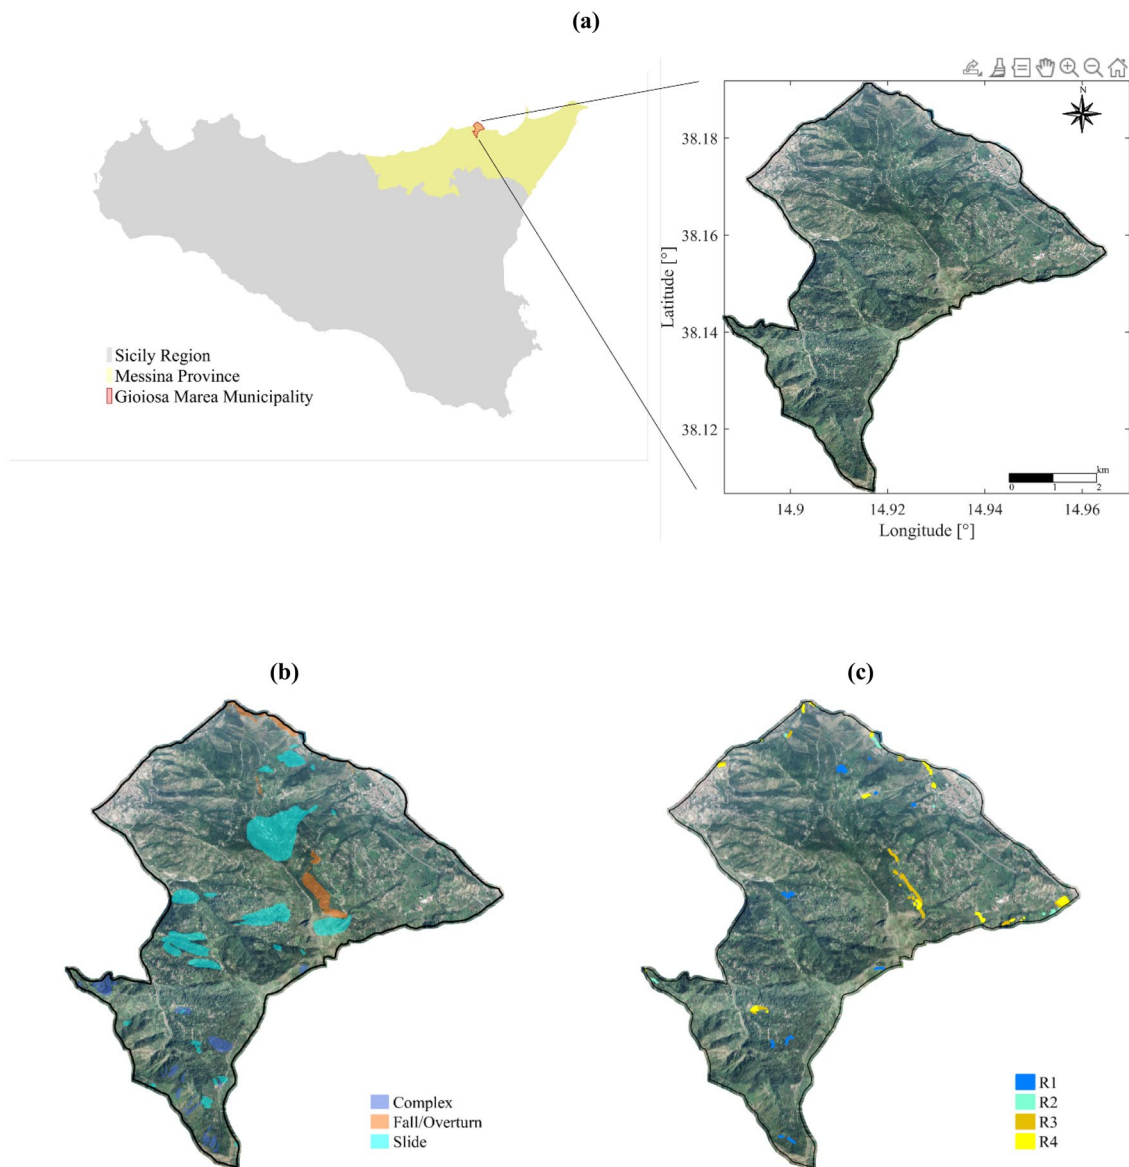 (a)
N
38.18
38.16
38.14
38.12
Latitude [°]
Sicily Region
Messina Province
Gioiosa Marea Municipality
km
0 1 2
14.9 14.92 14.94 14.96
Longitude [°]
(b)
(c)
Complex
Fall/Overturn
Slide
R1
R2
R3
R4